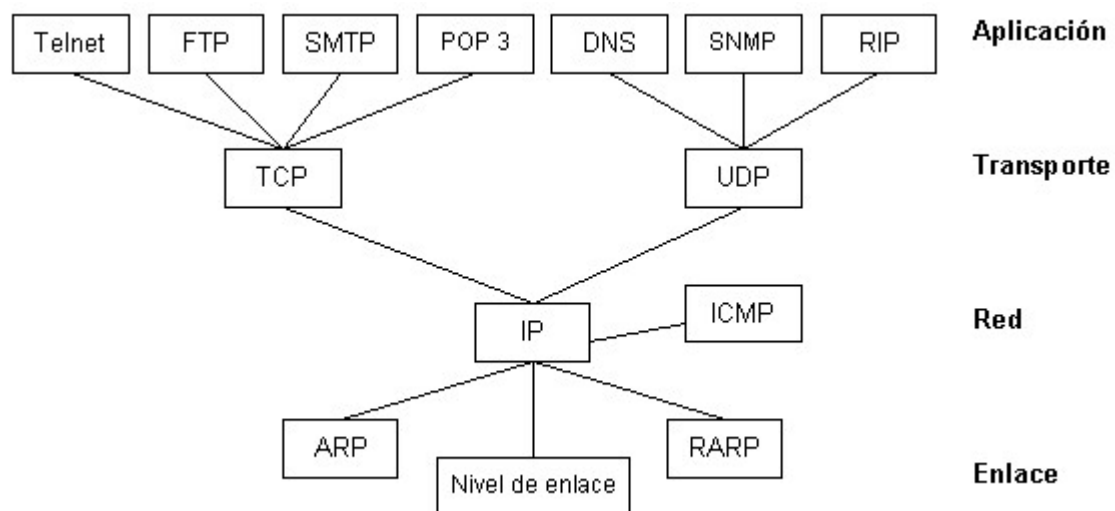 Telnet
FTP
SMTP
POP 3
DNS
SNMP
RIP
Aplicación
TCP
UDP
Transporte
IP
ICMP
Red
ARP
Nivel de enlace
RARP
Enlace